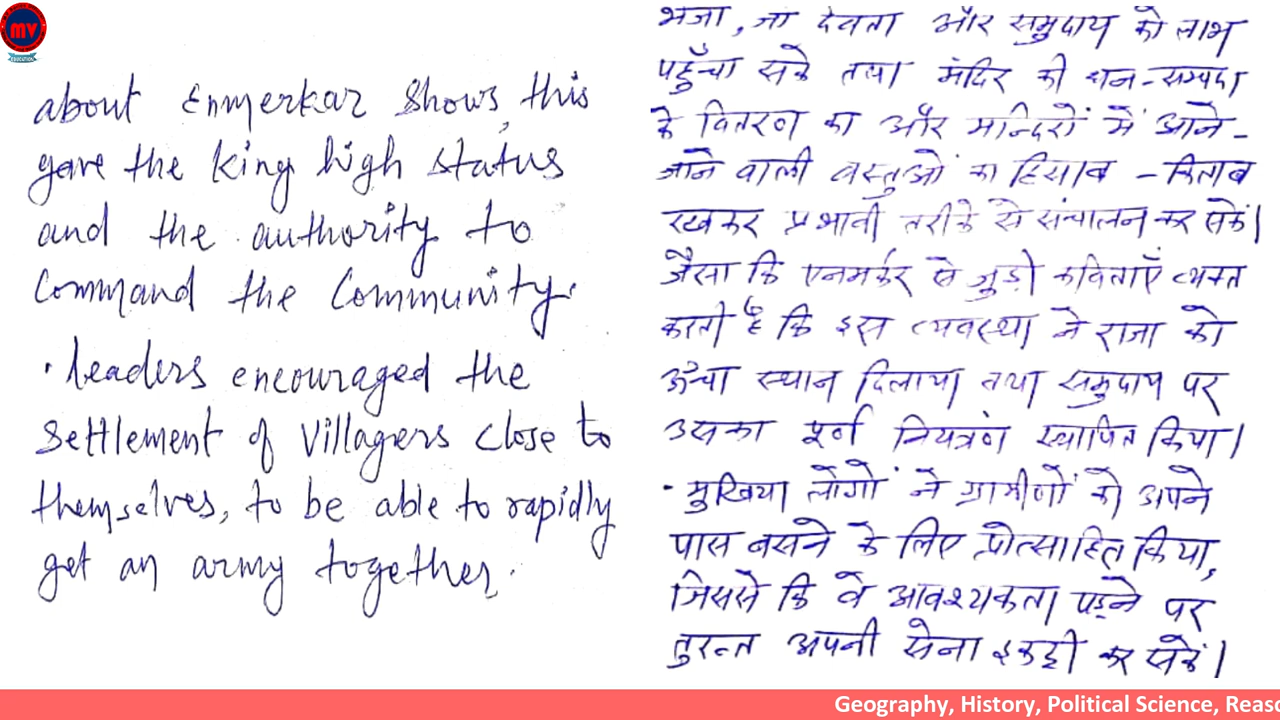 MV
EDUCATION
about Enmerkar shows, this
gave the king high status
and the authority to
Command the Community.
· leaders encouraged the
settlement of villagers close to
themselves, to be able to rapidly
get an army together.
भेजा, जो देवता और समुदाय को लाभ
पहुँचा सके तथा मंदिर की धन-सम्पदा
के वितरण का और मन्दिरों में आने-
जाने वाली वस्तुओं का हिसाब - किताब
रखकर प्रभावी तरीके से संचालन कर सकें।
जैसा कि एनमर्कर से जुड़ी कविताएँ व्यक्त
करती हैं कि इस व्यवस्था ने राजा को
ऊँचा स्थान दिलाया तथा समुदाय पर
उसका पूर्ण नियंत्रण स्थापित किया।
· मुखिया लोगों ने ग्रामीणों को अपने
पास बसने के लिए प्रोत्साहित किया,
जिससे कि वे आवश्यकता पड़ने पर
तुरन्त अपनी सेना इकट्ठी कर सकें।
Geography, History, Political Science, Reaso